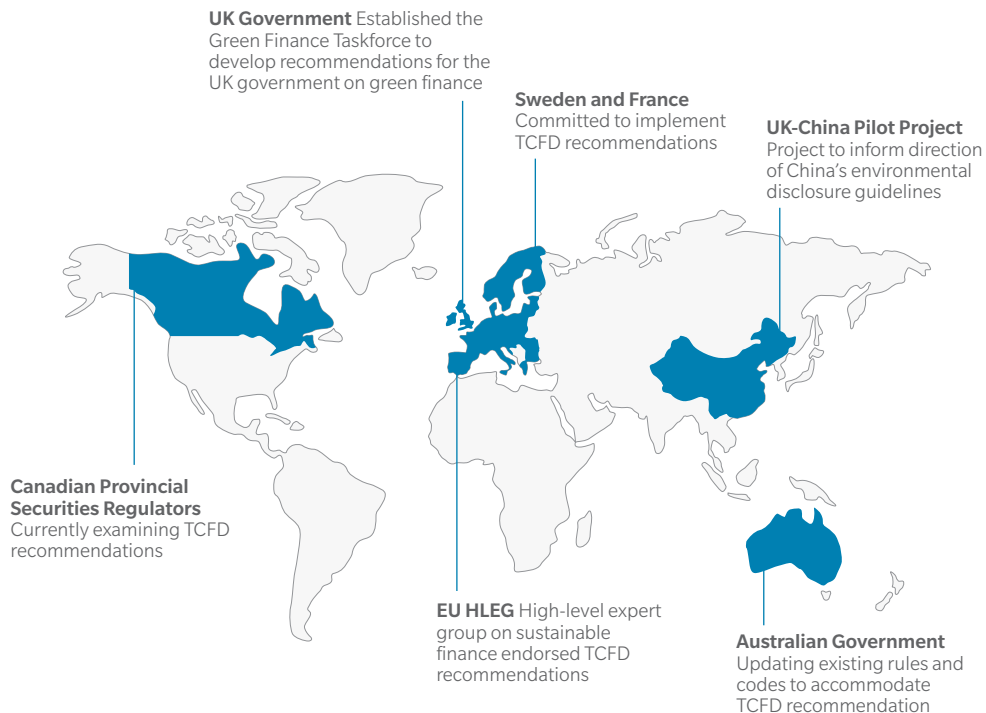 UK Government Established the
Green Finance Taskforce to
develop recommendations for the
UK government on green finance
Sweden and France
Committed to implement
TCFD recommendations
UK-China Pilot Project
Project to inform direction
of China's environmental
disclosure guidelines
Canadian Provincial
Securities Regulators
Currently examining TCFD
recommendations
EU HLEG High-level expert
group on sustainable
finance endorsed TCFD
recommendations
Australian Government
Updating existing rules and
codes to accommodate
TCFD recommendation